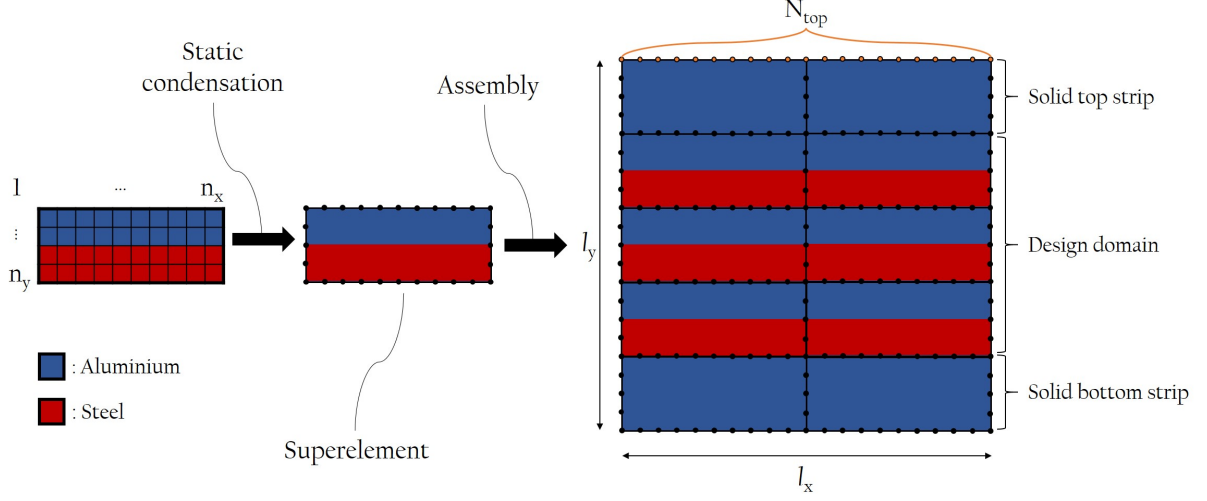 N_top
Static
condensation
Assembly
Solid top strip
1 ... n_x
...
n_y
l_y
Design domain
: Aluminium
: Steel
Solid bottom strip
Superelement
l_x